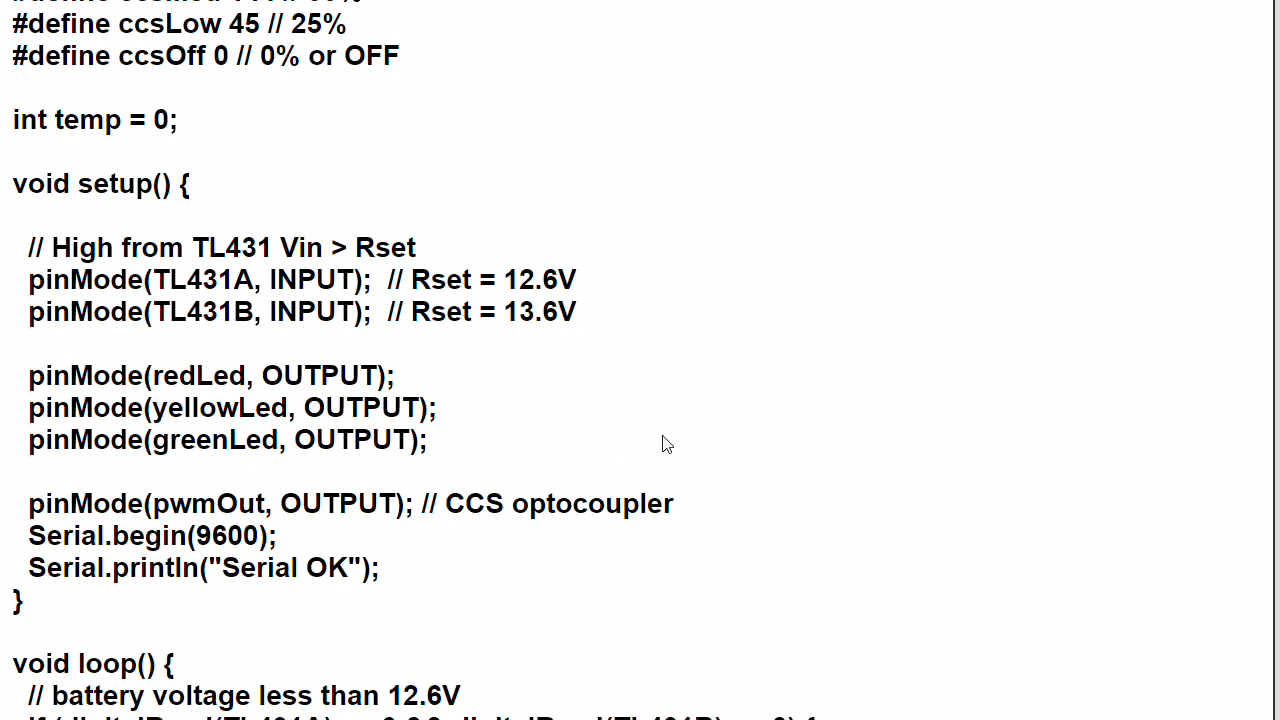 #define ccsLow 45 // 25%
#define ccsOff 0 // 0% or OFF
int temp = 0;
void setup() {
// High from TL431 Vin > Rset
pinMode(TL431A, INPUT); // Rset = 12.6V
pinMode(TL431B, INPUT); // Rset = 13.6V
pinMode(redLed, OUTPUT);
pinMode(yellowLed, OUTPUT);
pinMode(greenLed, OUTPUT);
pinMode(pwmOut, OUTPUT); // CCS optocoupler
Serial.begin(9600);
Serial.println("Serial OK");
}
void loop() {
// battery voltage less than 12.6V